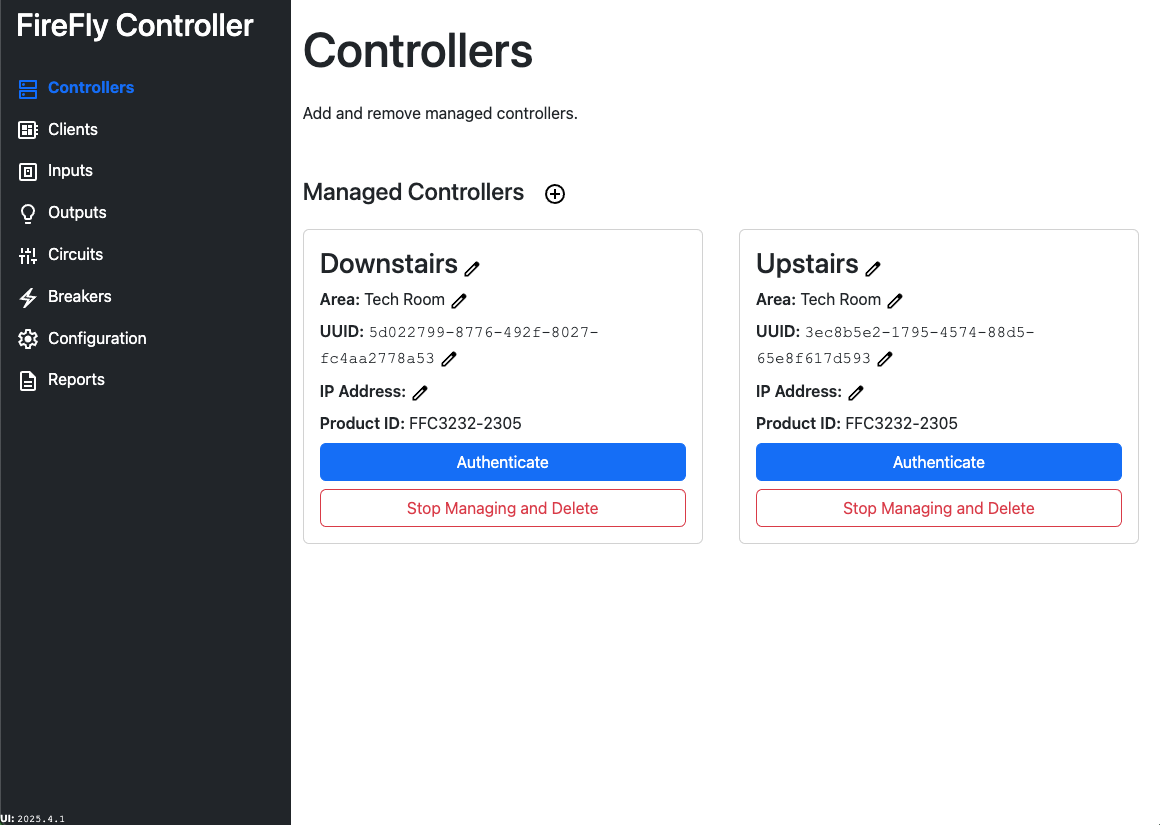 FireFly Controller
Controllers
Clients
Inputs
Outputs
Circuits
Breakers
Configuration
Reports
UI: 2025.4.1
Controllers
Add and remove managed controllers.
Managed Controllers
Downstairs
Area: Tech Room
UUID: 5d022799-8776-492f-8027-
fc4aa2778a53
IP Address:
Product ID: FFC3232-2305
Authenticate
Stop Managing and Delete
Upstairs
Area: Tech Room
UUID: 3ec8b5e2-1795-4574-88d5-
65e8f617d593
IP Address:
Product ID: FFC3232-2305
Authenticate
Stop Managing and Delete